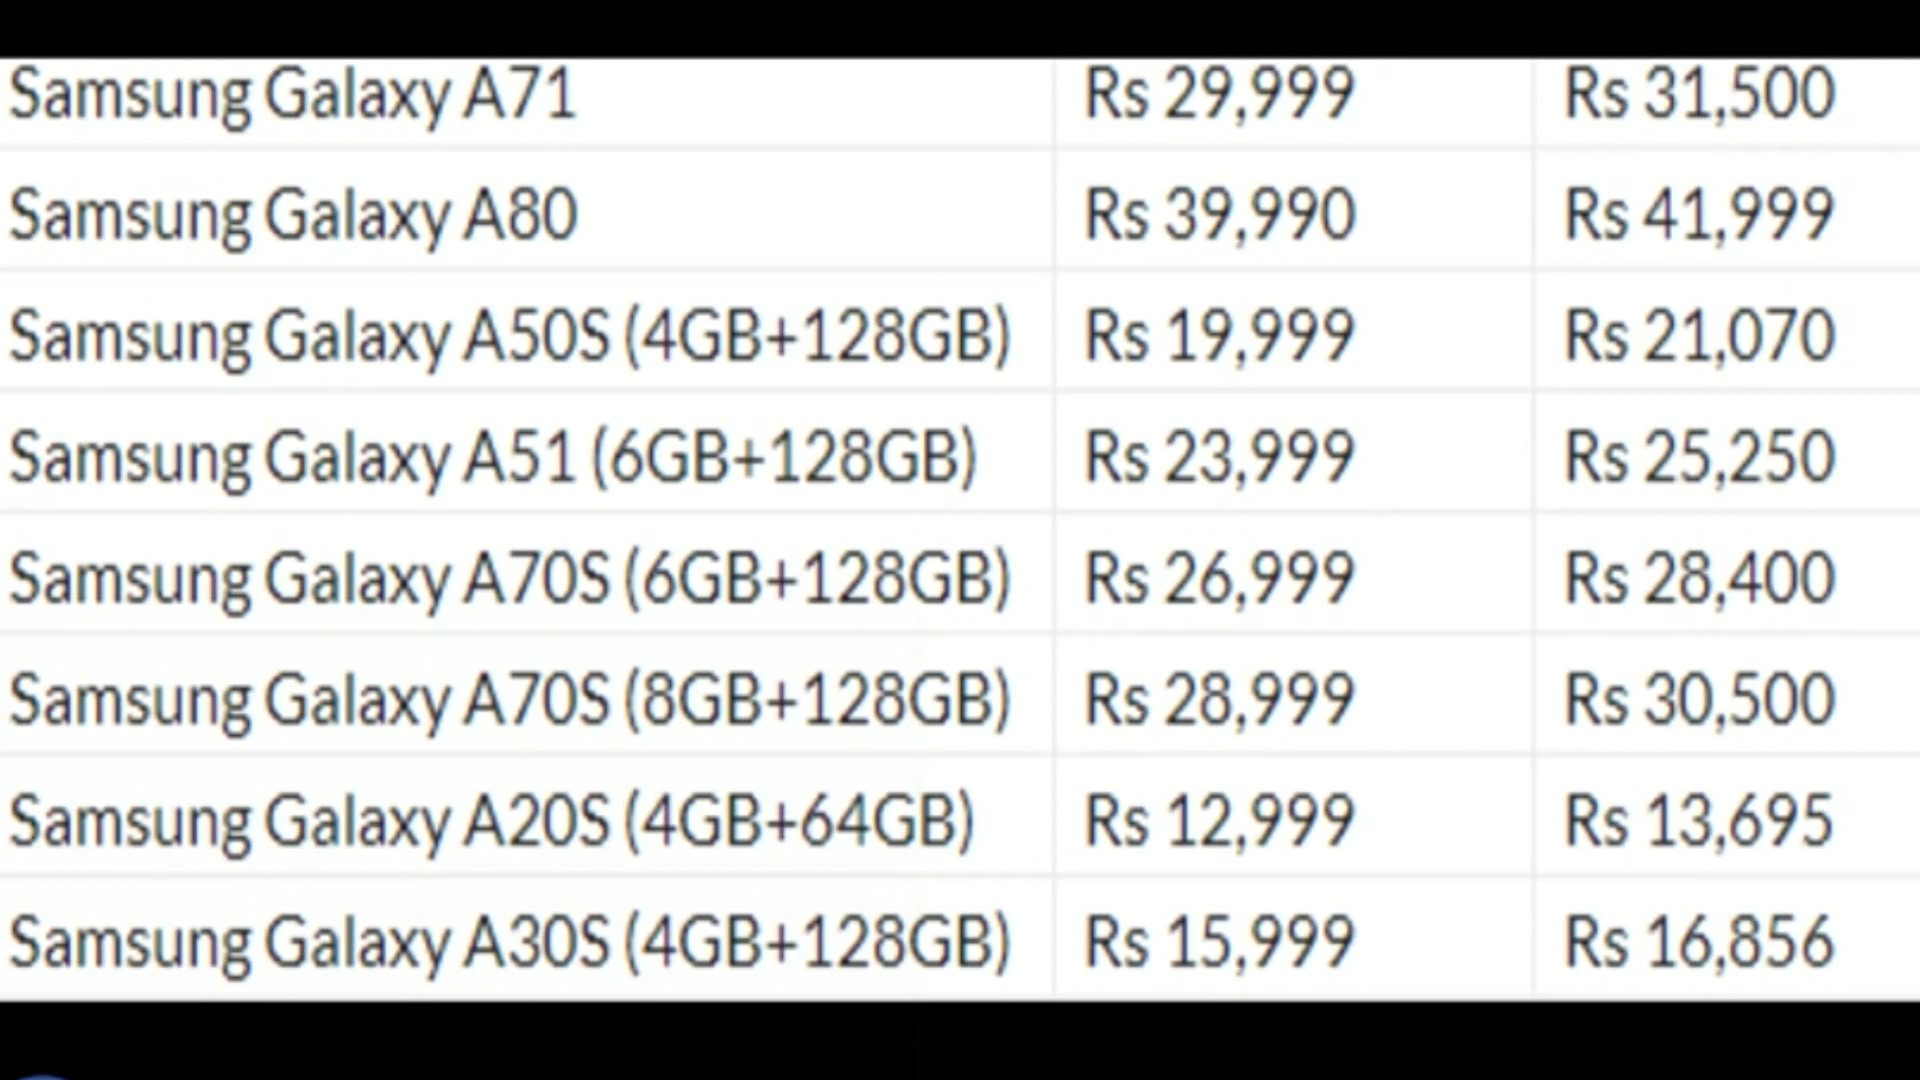 Samsung Galaxy A71 Rs 29,999 Rs 31,500
Samsung Galaxy A80 Rs 39,990 Rs 41,999
Samsung Galaxy A50S (4GB+128GB) Rs 19,999 Rs 21,070
Samsung Galaxy A51 (6GB+128GB) Rs 23,999 Rs 25,250
Samsung Galaxy A70S (6GB+128GB) Rs 26,999 Rs 28,400
Samsung Galaxy A70S (8GB+128GB) Rs 28,999 Rs 30,500
Samsung Galaxy A20S (4GB+64GB) Rs 12,999 Rs 13,695
Samsung Galaxy A30S (4GB+128GB) Rs 15,999 Rs 16,856